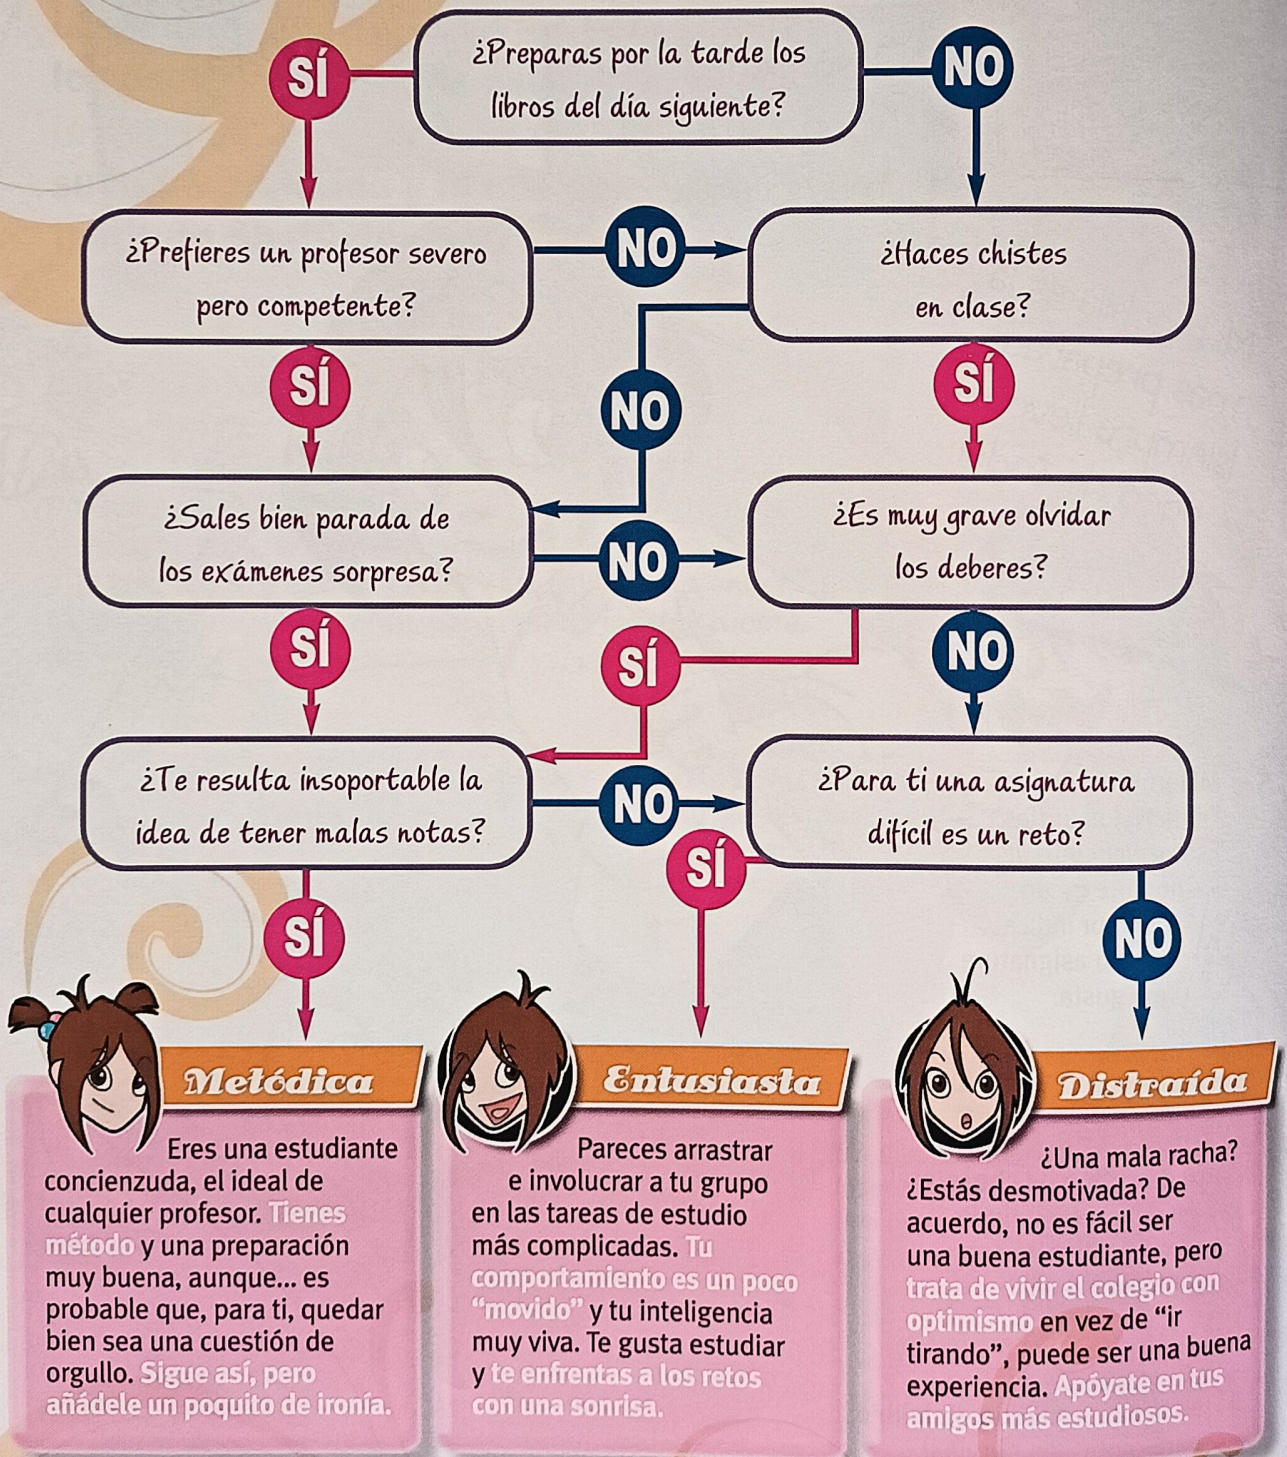 ¿Preparas por la tarde los
libros del día siguiente?
SÍ
NO
¿Prefieres un profesor severo
pero competente?
NO
¿Haces chistes
en clase?
SÍ
NO
SÍ
¿Sales bien parada de
los exámenes sorpresa?
NO
¿Es muy grave olvidar
los deberes?
SÍ
SÍ
NO
¿Te resulta insoportable la
idea de tener malas notas?
NO
¿Para ti una asignatura
difícil es un reto?
SÍ
SÍ
NO
Metódica
Eres una estudiante
concienzuda, el ideal de
cualquier profesor. Tienes
método y una preparación
muy buena, aunque... es
probable que, para ti, quedar
bien sea una cuestión de
orgullo. Sigue así, pero
añádele un poquito de ironía.
Entusiasta
Pareces arrastrar
e involucrar a tu grupo
en las tareas de estudio
más complicadas. Tu
comportamiento es un poco
“movido” y tu inteligencia
muy viva. Te gusta estudiar
y te enfrentas a los retos
con una sonrisa.
Distraída
¿Una mala racha?
¿Estás desmotivada? De
acuerdo, no es fácil ser
una buena estudiante, pero
trata de vivir el colegio con
optimismo en vez de “ir
tirando”, puede ser una buena
experiencia. Apóyate en tus
amigos más estudiosos.